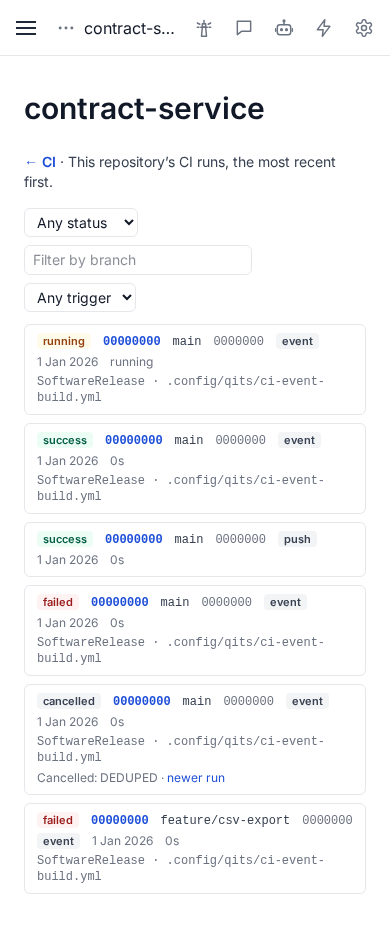 contract-s...
contract-service
← CI · This repository's CI runs, the most recent
first.
Any status
Filter by branch
Any trigger
running 00000000 main 0000000 event
1 Jan 2026 running
SoftwareRelease · .config/qits/ci-event-
build.yml
success 00000000 main 0000000 event
1 Jan 2026 0s
SoftwareRelease · .config/qits/ci-event-
build.yml
success 00000000 main 0000000 push
1 Jan 2026 0s
failed 00000000 main 0000000 event
1 Jan 2026 0s
SoftwareRelease · .config/qits/ci-event-
build.yml
cancelled 00000000 main 0000000 event
1 Jan 2026 0s
SoftwareRelease · .config/qits/ci-event-
build.yml
Cancelled: DEDUPED · newer run
failed 00000000 feature/csv-export 0000000
event 1 Jan 2026 0s
SoftwareRelease · .config/qits/ci-event-
build.yml